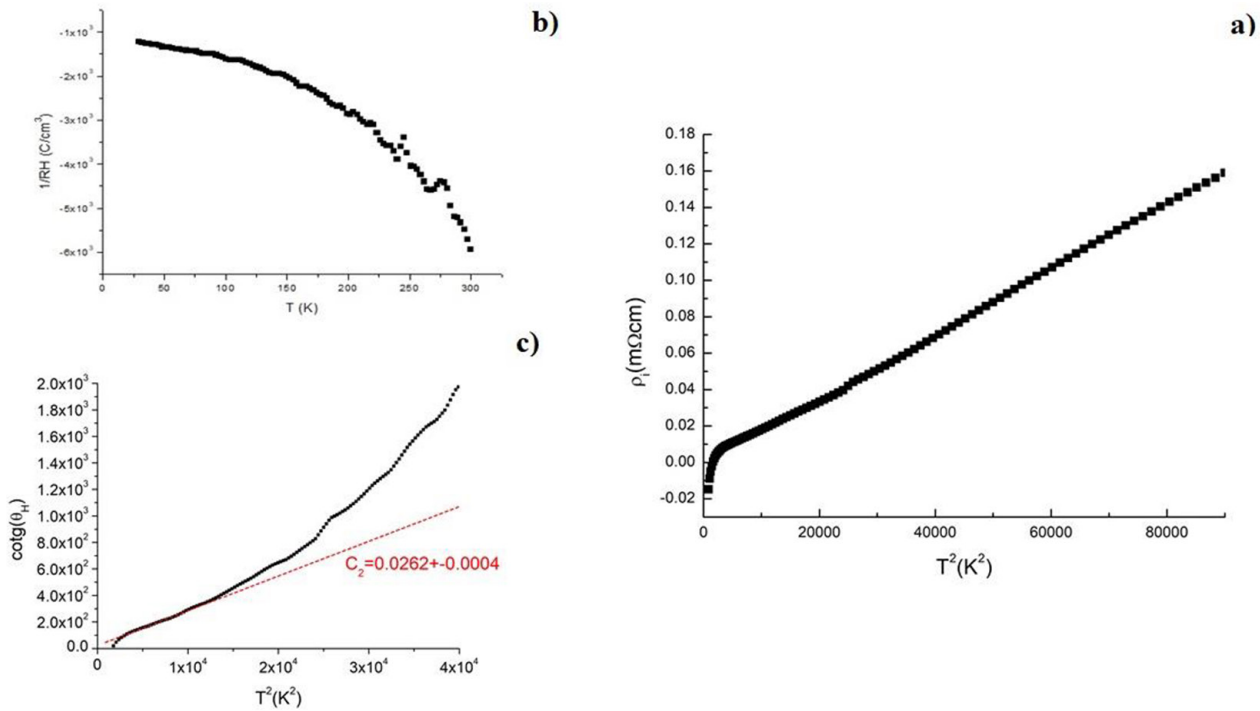 b)
-1x10³
-2x10³
-3x10³
-4x10³
-5x10³
-6x10³
1/RH (C/cm³)
0 50 100 150 200 250 300
T (K)
a)
0.18
0.16
0.14
0.12
0.10
0.08
0.06
0.04
0.02
0.00
-0.02
ρᵢ(mΩcm)
0 20000 40000 60000 80000
T²(K²)
c)
2.0x10³
1.8x10³
1.6x10³
1.4x10³
1.2x10³
1.0x10³
8.0x10²
6.0x10²
4.0x10²
2.0x10²
0.0
cotg(θ_H)
C₂=0.0262+-0.0004
0 1x10⁴ 2x10⁴ 3x10⁴ 4x10⁴
T²(K²)